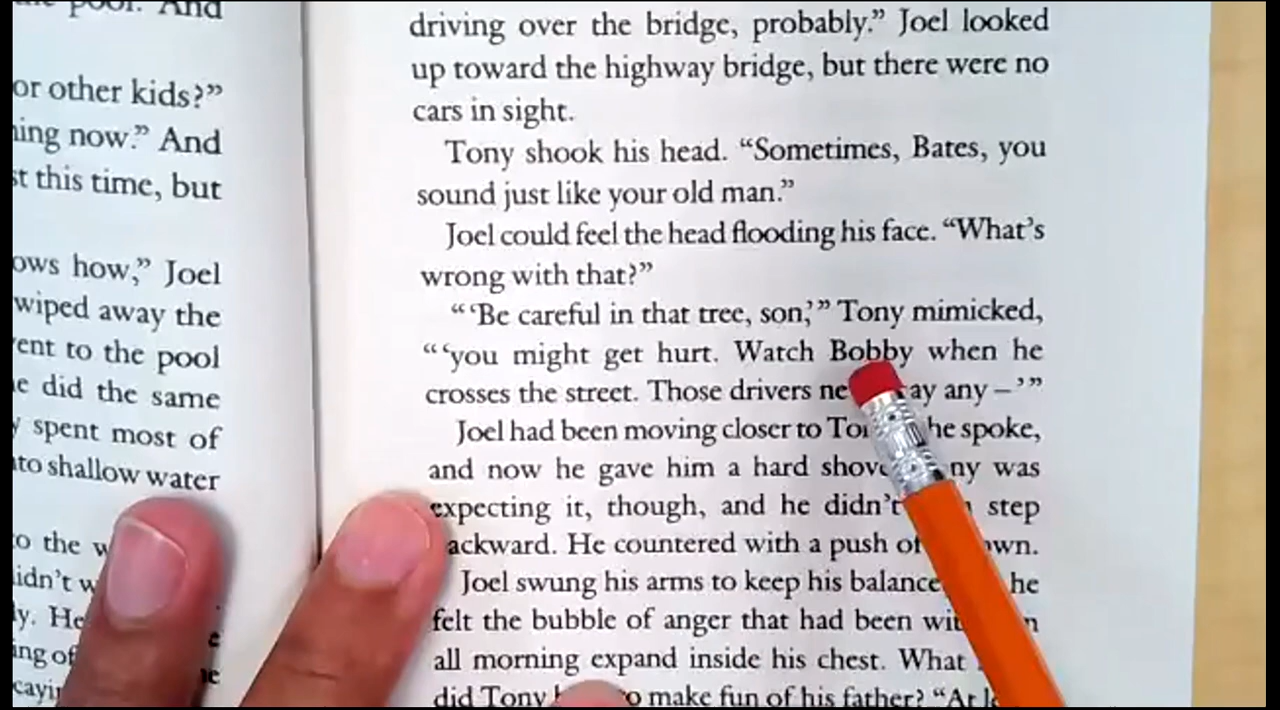 pool. And
or other kids?"
ning now." And
st this time, but
ows how," Joel
wiped away the
ent to the pool
e did the same
y spent most of
to shallow water
to the
idn't
ly. He
ing of
driving over the bridge, probably." Joel looked
up toward the highway bridge, but there were no
cars in sight.
Tony shook his head. "Sometimes, Bates, you
sound just like your old man."
Joel could feel the head flooding his face. "What's
wrong with that?"
"'Be careful in that tree, son,'" Tony mimicked,
"'you might get hurt. Watch Bobby when he
crosses the street. Those drivers ne ay any –'"
Joel had been moving closer to To he spoke,
and now he gave him a hard shove ny was
expecting it, though, and he didn't step
ackward. He countered with a push of own.
Joel swung his arms to keep his balance he
felt the bubble of anger that had been wi n
all morning expand inside his chest. What
did Tony o make fun of his father? "At